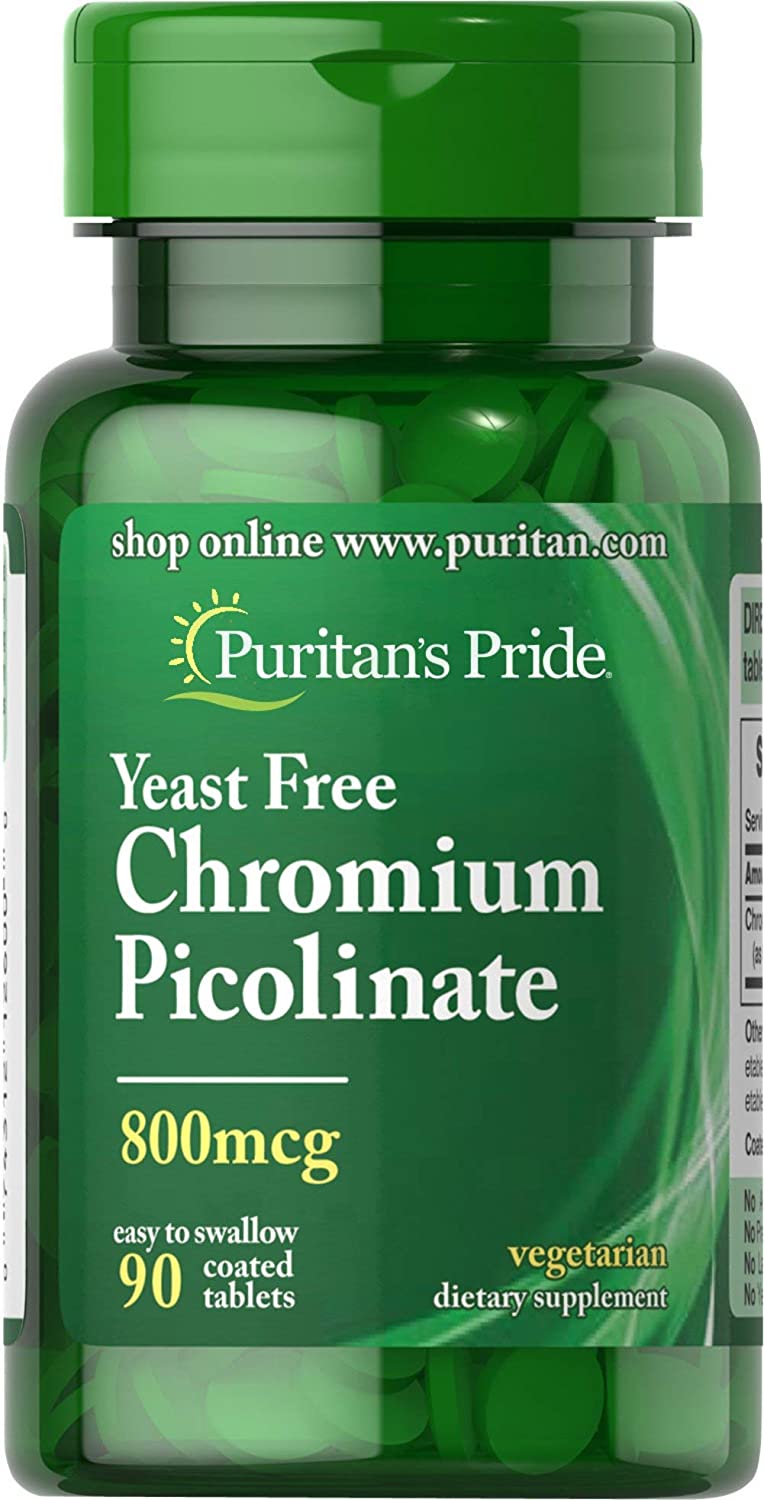 shop online www.puritan.com
Puritan's Pride®
Yeast Free
Chromium
Picolinate
800mcg
easy to swallow
90 coated
tablets
vegetarian
dietary supplement